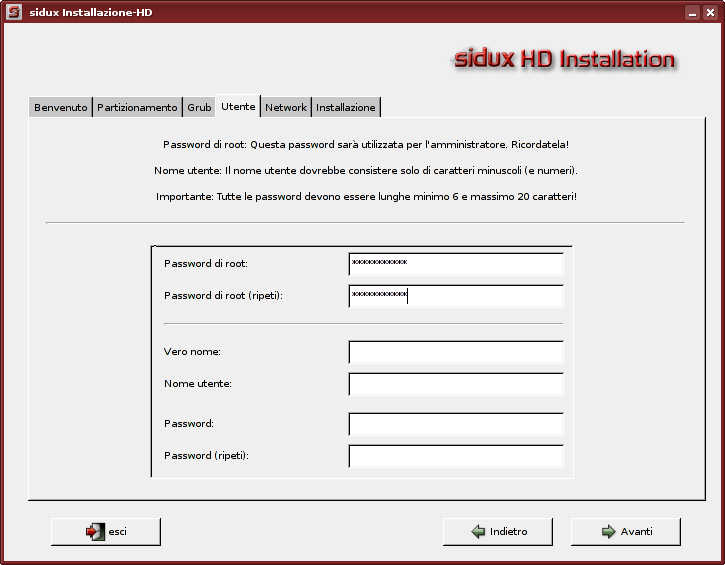 sidux Installazione-HD
sidux HD Installation
Benvenuto Partizionamento Grub Utente Network Installazione
Password di root: Questa password sarà utilizzata per l'amministratore. Ricordatela!
Nome utente: Il nome utente dovrebbe consistere solo di caratteri minuscoli (e numeri).
Importante: Tutte le password devono essere lunghe minimo 6 e massimo 20 caratteri!
Password di root: ***********
Password di root (ripeti): ***********
Vero nome:
Nome utente:
Password:
Password (ripeti):
esci Indietro Avanti